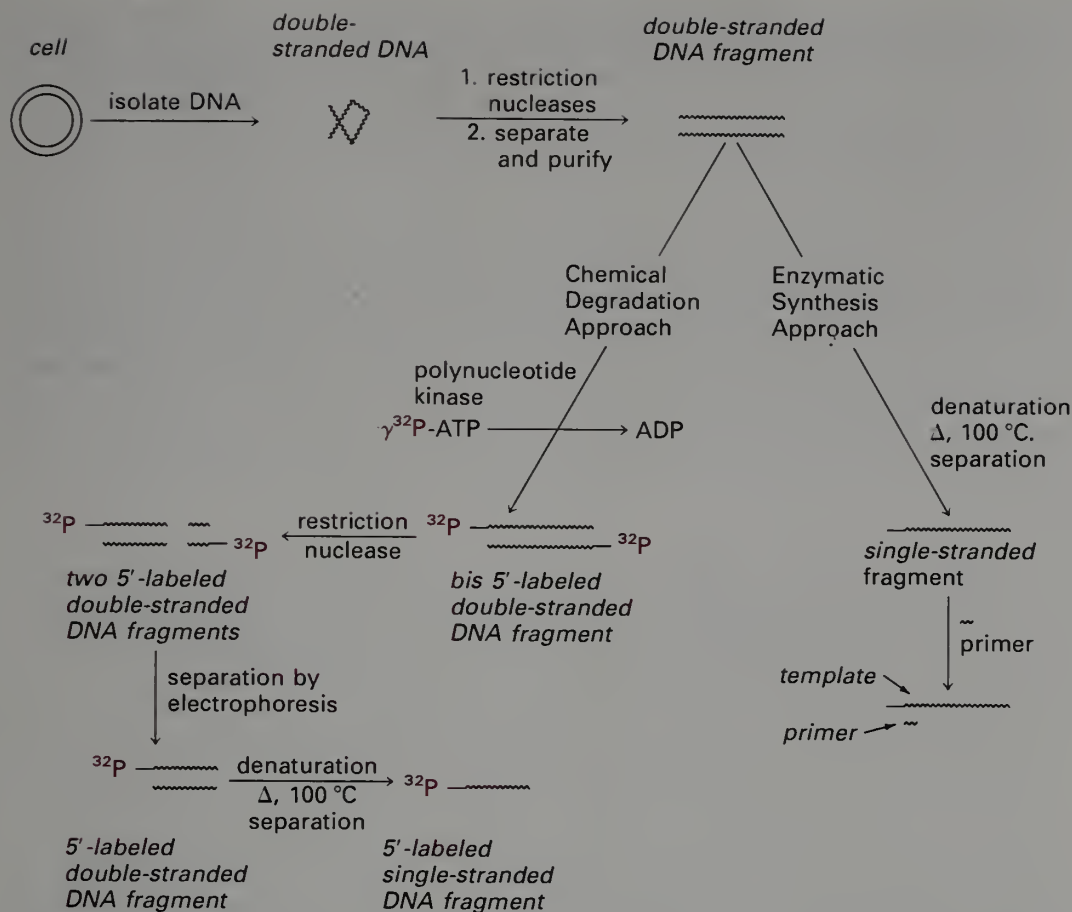 cell
double-
stranded DNA
double-stranded
DNA fragment
isolate DNA
1. restriction
nucleases
2. separate
and purify
Chemical
Degradation
Approach
Enzymatic
Synthesis
Approach
polynucleotide
kinase
γ³²P-ATP
ADP
denaturation
Δ, 100 °C.
separation
³²P
³²P
restriction
nuclease
³²P
³²P
two 5′-labeled
double-stranded
DNA fragments
bis 5′-labeled
double-stranded
DNA fragment
single-stranded
fragment
primer
separation by
electrophoresis
template
primer
³²P
denaturation
Δ, 100 °C
separation
³²P
5′-labeled
double-stranded
DNA fragment
5′-labeled
single-stranded
DNA fragment